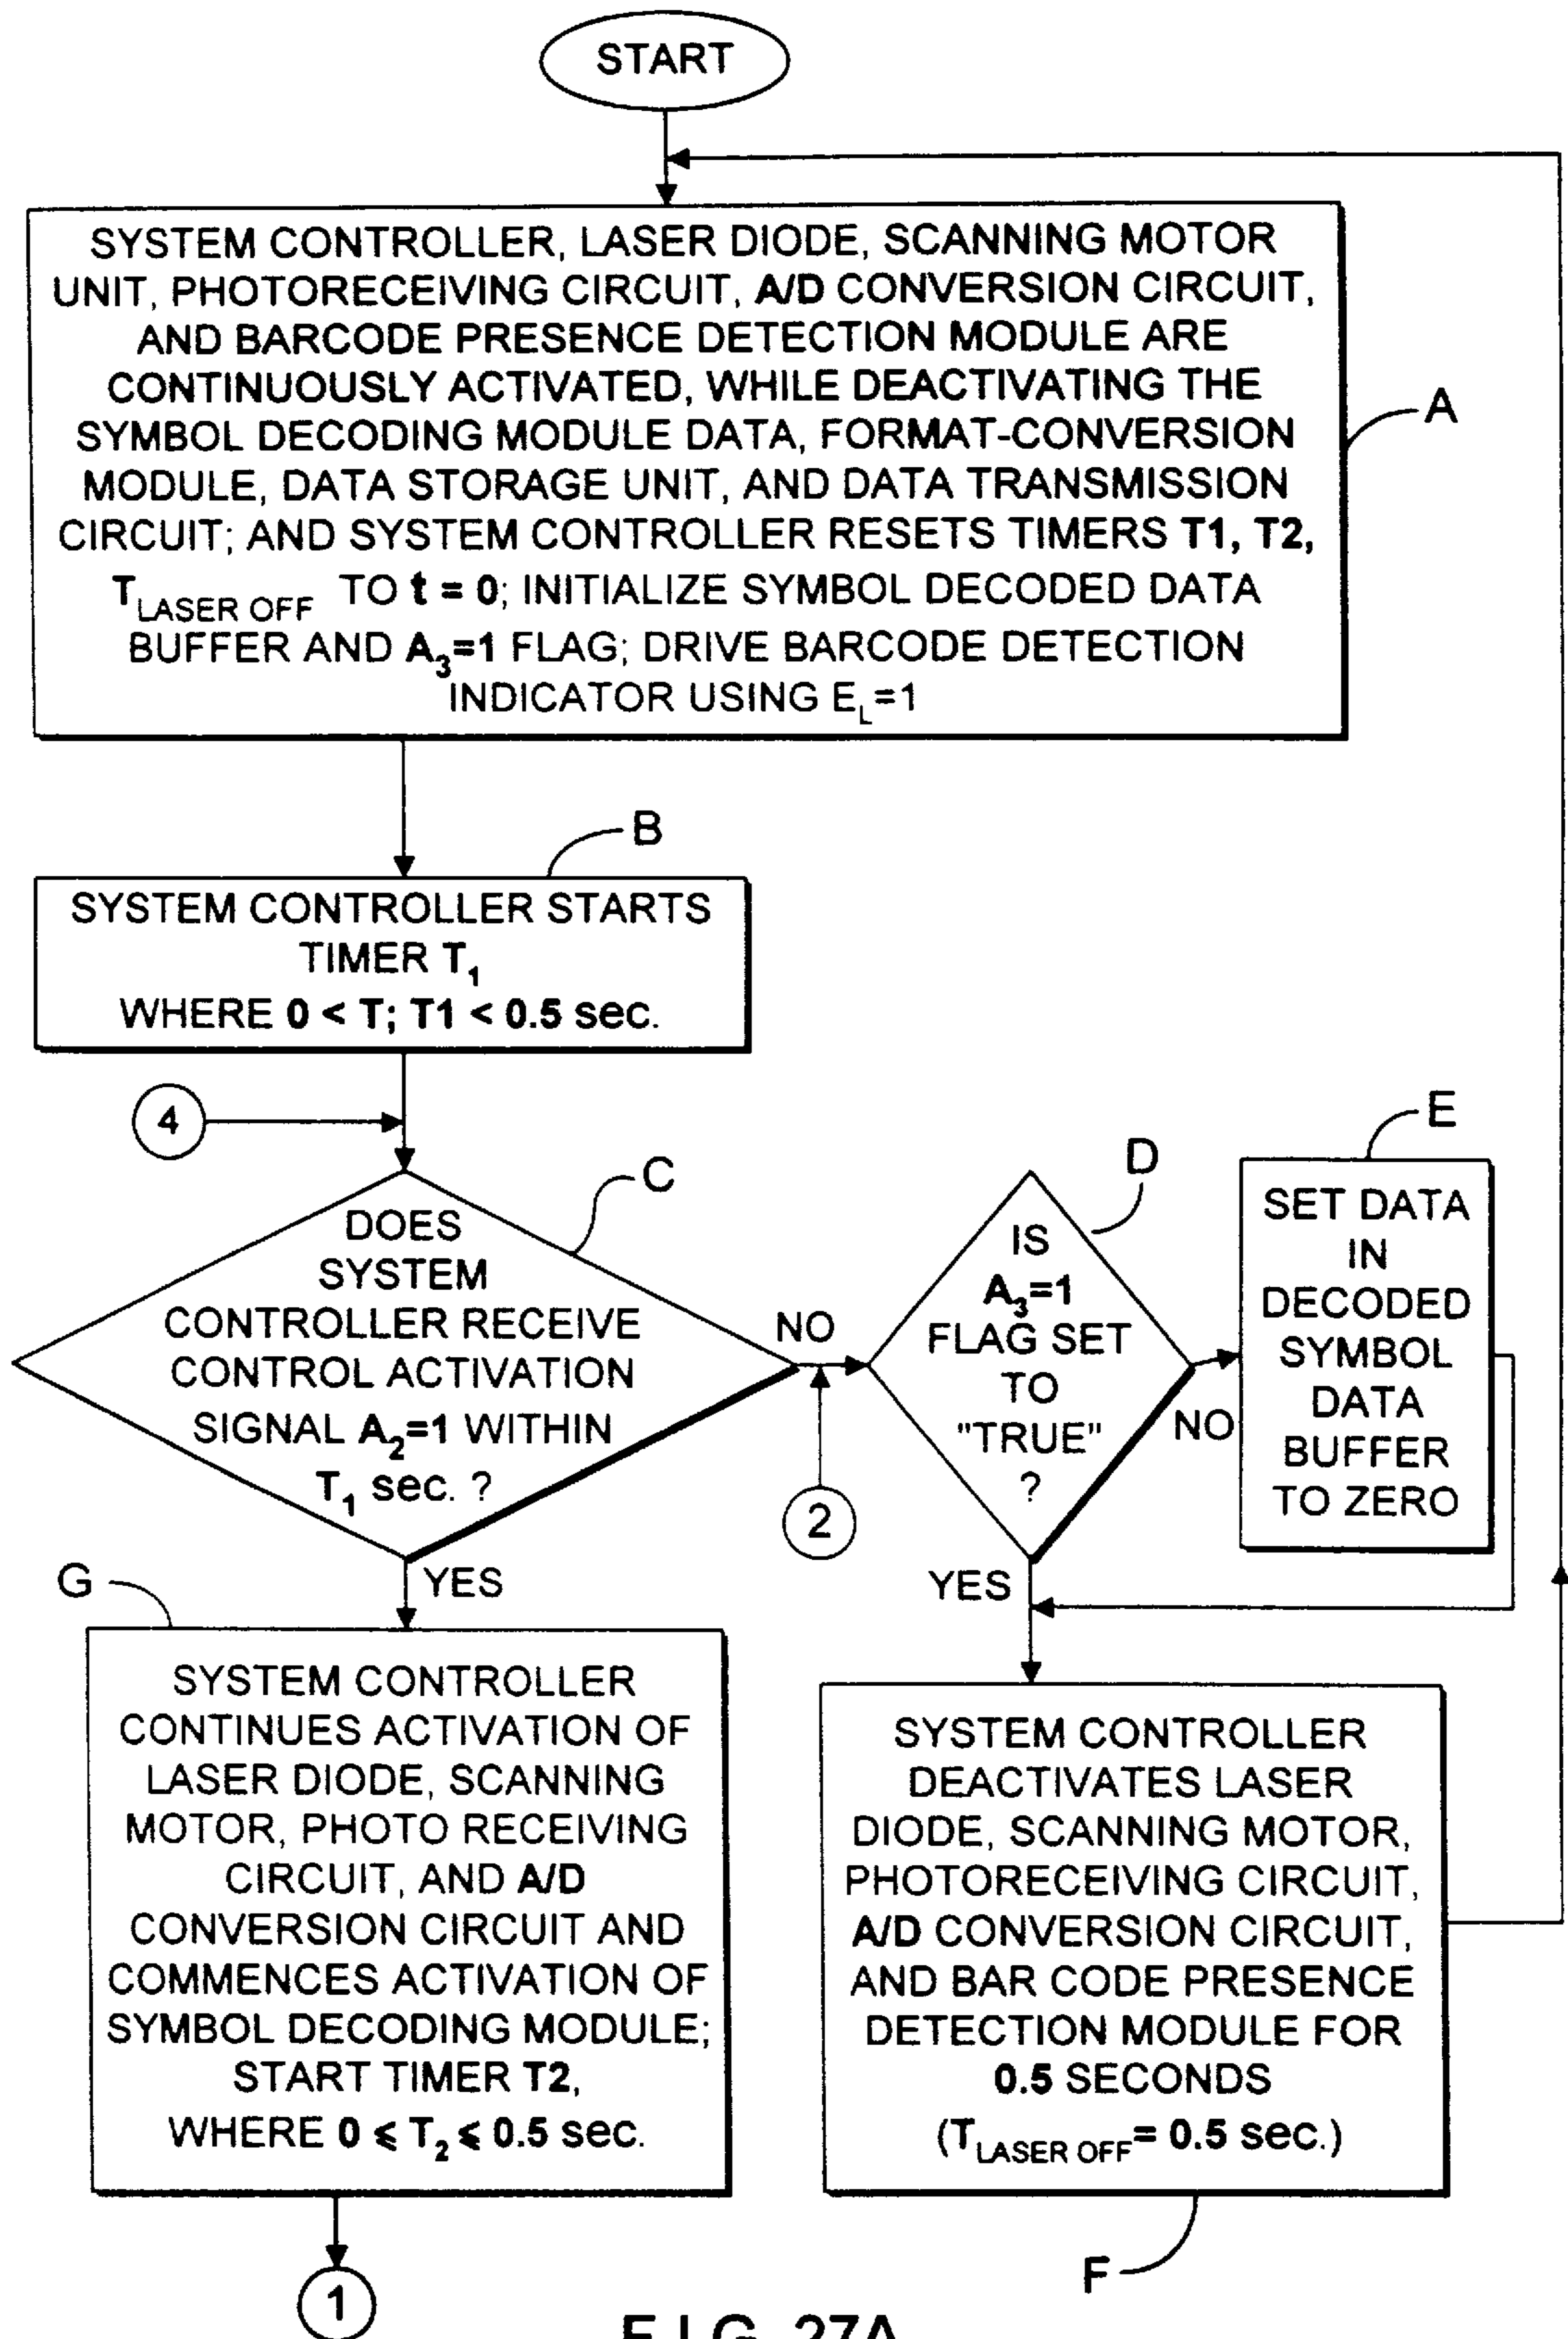 START
SYSTEM CONTROLLER, LASER DIODE, SCANNING MOTOR
UNIT, PHOTORECEIVING CIRCUIT, A/D CONVERSION CIRCUIT,
AND BARCODE PRESENCE DETECTION MODULE ARE
CONTINUOUSLY ACTIVATED, WHILE DEACTIVATING THE
SYMBOL DECODING MODULE DATA, FORMAT-CONVERSION
MODULE, DATA STORAGE UNIT, AND DATA TRANSMISSION
CIRCUIT; AND SYSTEM CONTROLLER RESETS TIMERS T1, T2,
T LASER OFF TO t = 0; INITIALIZE SYMBOL DECODED DATA
BUFFER AND A3=1 FLAG; DRIVE BARCODE DETECTION
INDICATOR USING EL=1
A
B
SYSTEM CONTROLLER STARTS
TIMER T1
WHERE 0 < T; T1 < 0.5 sec.
4
C
DOES
SYSTEM
CONTROLLER RECEIVE
CONTROL ACTIVATION
SIGNAL A2=1 WITHIN
T1 sec. ?
NO
2
YES
D
IS
A3=1
FLAG SET
TO
"TRUE"
?
NO
YES
E
SET DATA
IN
DECODED
SYMBOL
DATA
BUFFER
TO ZERO
G
SYSTEM CONTROLLER
CONTINUES ACTIVATION OF
LASER DIODE, SCANNING
MOTOR, PHOTO RECEIVING
CIRCUIT, AND A/D
CONVERSION CIRCUIT AND
COMMENCES ACTIVATION OF
SYMBOL DECODING MODULE;
START TIMER T2,
WHERE 0 ⩽ T2 ⩽ 0.5 sec.
1
SYSTEM CONTROLLER
DEACTIVATES LASER
DIODE, SCANNING MOTOR,
PHOTORECEIVING CIRCUIT,
A/D CONVERSION CIRCUIT,
AND BAR CODE PRESENCE
DETECTION MODULE FOR
0.5 SECONDS
(T LASER OFF= 0.5 sec.)
F
FIG. 27A